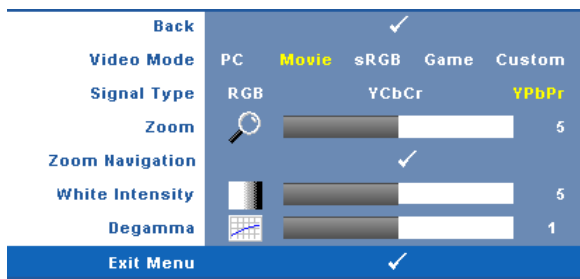 Back
Video Mode PC Movie sRGB Game Custom
Signal Type RGB YCbCr YPbPr
Zoom 5
Zoom Navigation
White Intensity 5
Degamma 1
Exit Menu